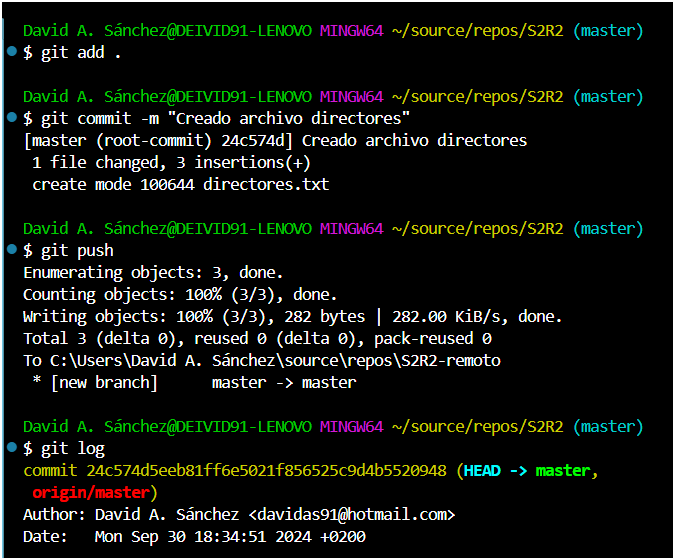 David A. Sánchez@DEIVID91-LENOVO MINGW64 ~/source/repos/S2R2 (master)
$ git add .
David A. Sánchez@DEIVID91-LENOVO MINGW64 ~/source/repos/S2R2 (master)
$ git commit -m "Creado archivo directores"
[master (root-commit) 24c574d] Creado archivo directores
1 file changed, 3 insertions(+)
create mode 100644 directores.txt
David A. Sánchez@DEIVID91-LENOVO MINGW64 ~/source/repos/S2R2 (master)
$ git push
Enumerating objects: 3, done.
Counting objects: 100% (3/3), done.
Writing objects: 100% (3/3), 282 bytes | 282.00 KiB/s, done.
Total 3 (delta 0), reused 0 (delta 0), pack-reused 0
To C:\Users\David A. Sánchez\source\repos\S2R2-remoto
* [new branch]      master -> master
David A. Sánchez@DEIVID91-LENOVO MINGW64 ~/source/repos/S2R2 (master)
$ git log
commit 24c574d5eeb81ff6e5021f856525c9d4b5520948 (HEAD -> master,
origin/master)
Author: David A. Sánchez <davidas91@hotmail.com>
Date:   Mon Sep 30 18:34:51 2024 +0200